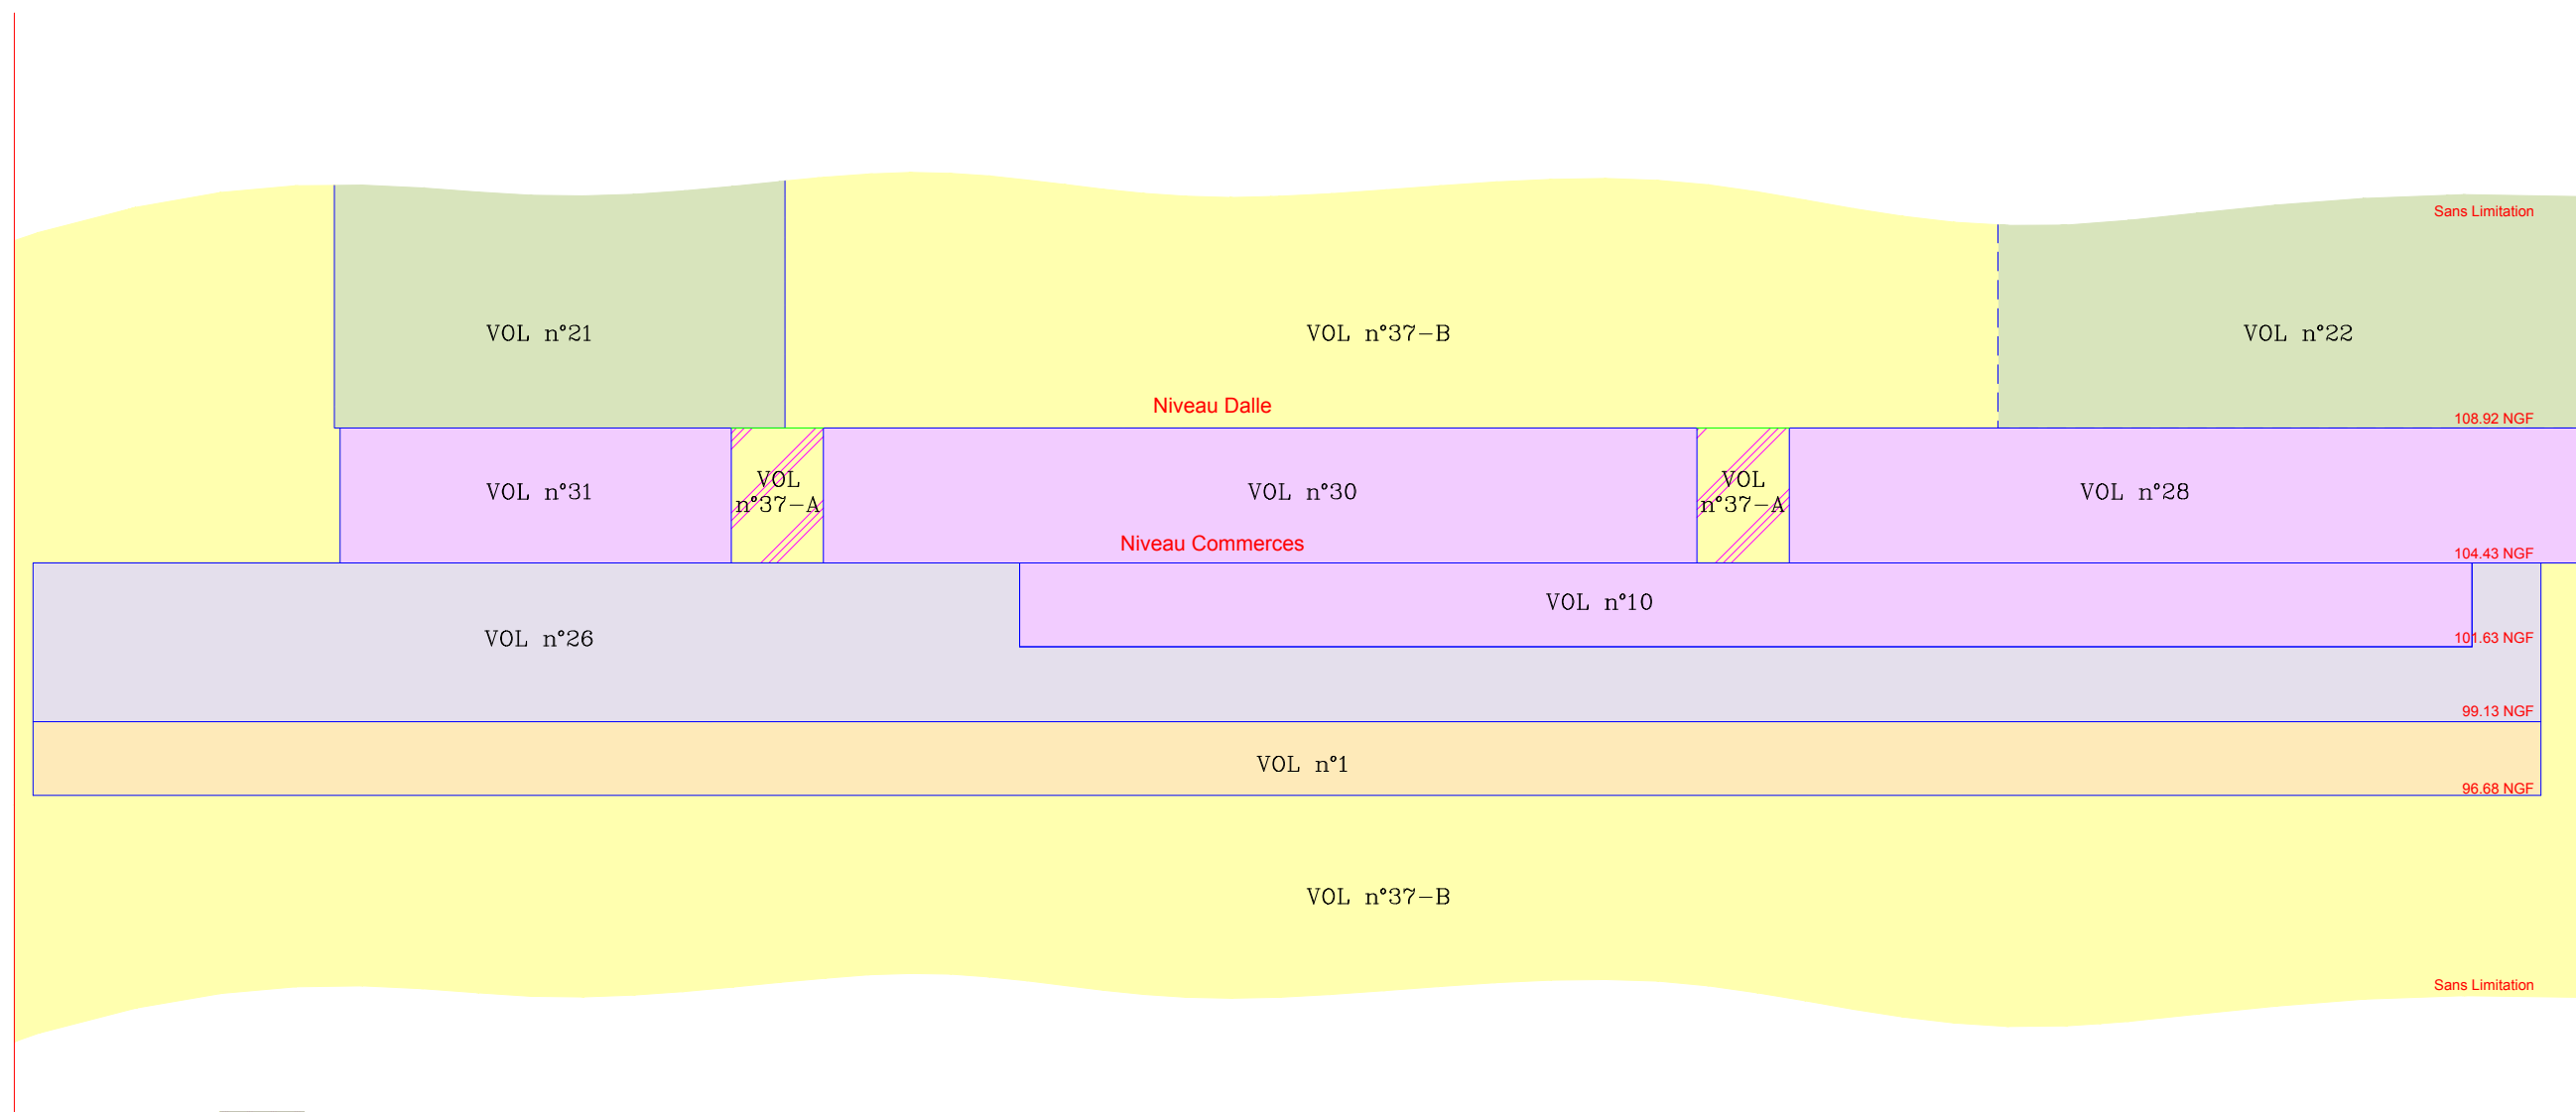 Sans Limitation
VOL n°21
VOL n°37-B
VOL n°22
Niveau Dalle
108.92 NGF
VOL n°31
VOL
n°37-A
VOL n°30
VOL
n°37-A
VOL n°28
Niveau Commerces
104.43 NGF
VOL n°10
VOL n°26
101.63 NGF
99.13 NGF
VOL n°1
96.68 NGF
VOL n°37-B
Sans Limitation